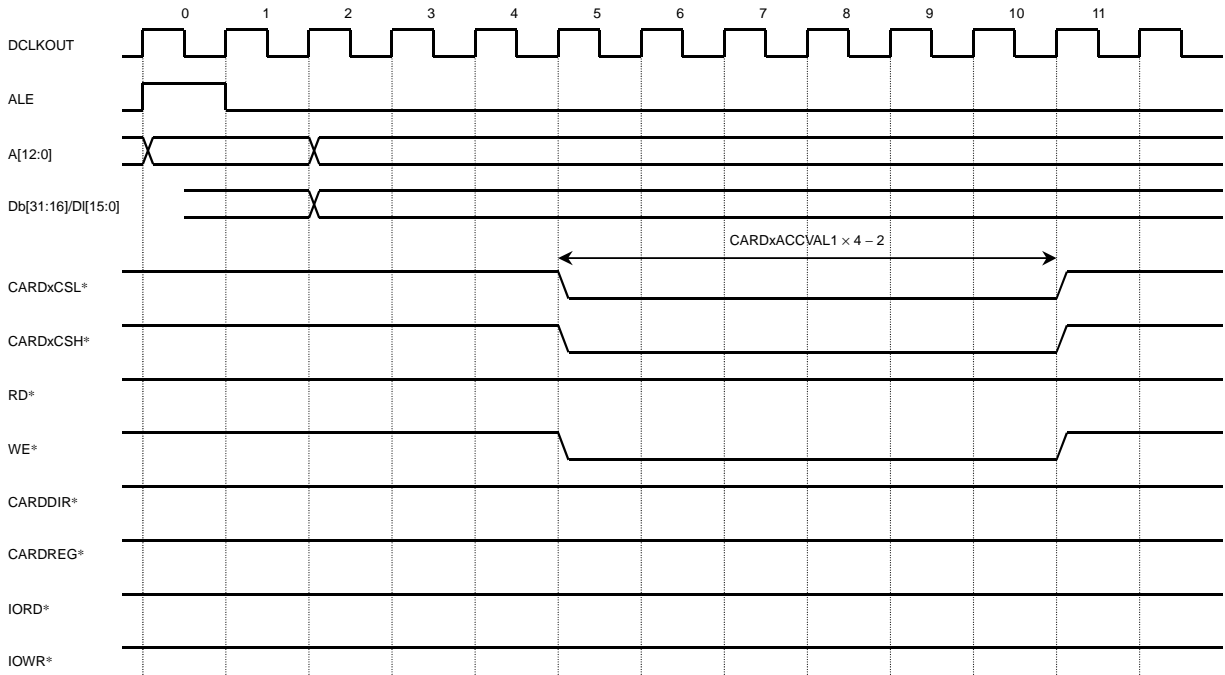 0 1 2 3 4 5 6 7 8 9 10 11
DCLKOUT
ALE
A[12:0]
Db[31:16]/DI[15:0]
CARDxACCVAL1 × 4 − 2
CARDxCSL*
CARDxCSH*
RD*
WE*
CARDDIR*
CARDREG*
IORD*
IOWR*